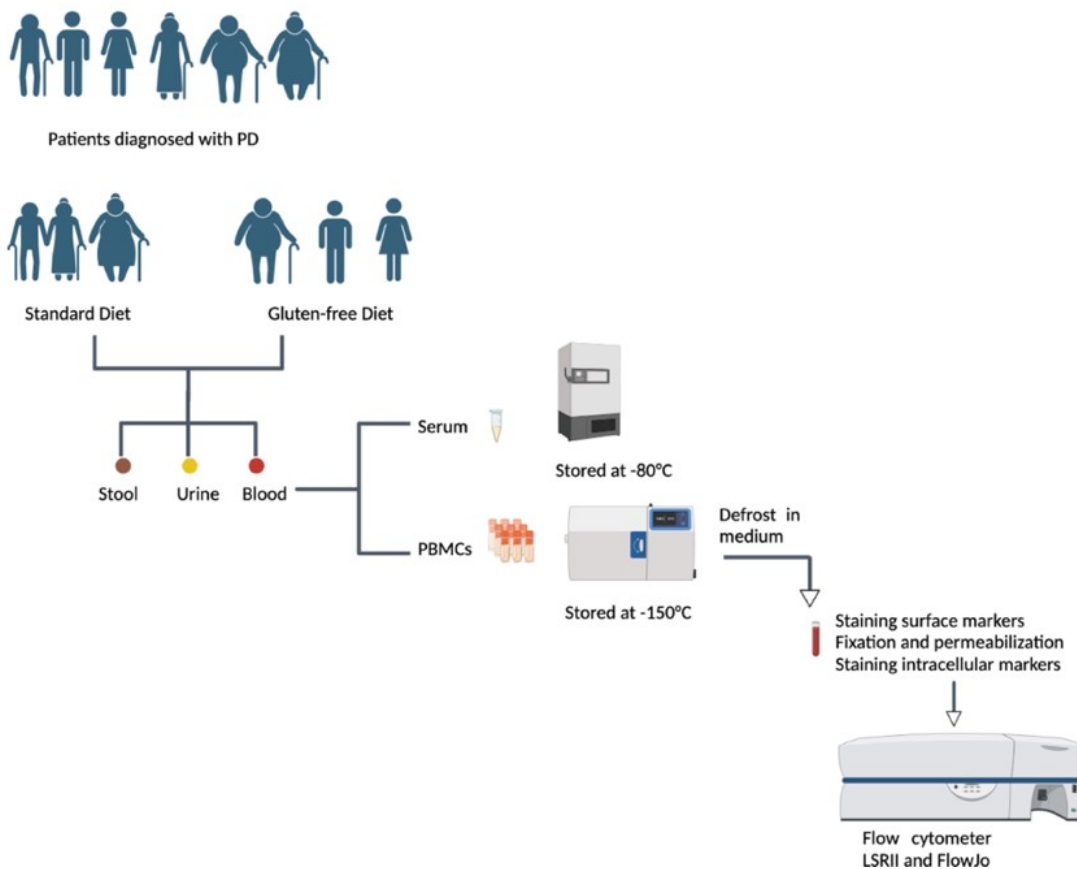 Patients diagnosed with PD
Standard Diet
Gluten-free Diet
Stool
Urine
Blood
Serum
Stored at -80°C
PBMCs
Stored at -150°C
Defrost in
medium
Staining surface markers
Fixation and permeabilization
Staining intracellular markers
Flow cytometer
LSRII and FlowJo